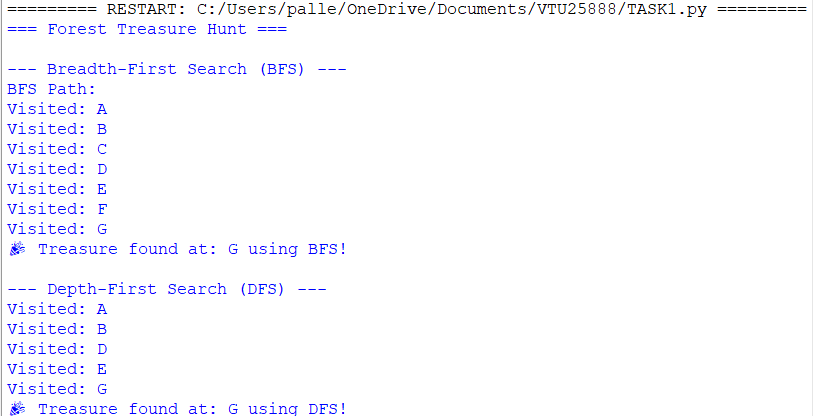 ========= RESTART: C:/Users/palle/OneDrive/Documents/VTU25888/TASK1.py =========
=== Forest Treasure Hunt ===

--- Breadth-First Search (BFS) ---
BFS Path:
Visited: A
Visited: B
Visited: C
Visited: D
Visited: E
Visited: F
Visited: G
🎉 Treasure found at: G using BFS!

--- Depth-First Search (DFS) ---
Visited: A
Visited: B
Visited: D
Visited: E
Visited: G
🎉 Treasure found at: G using DFS!